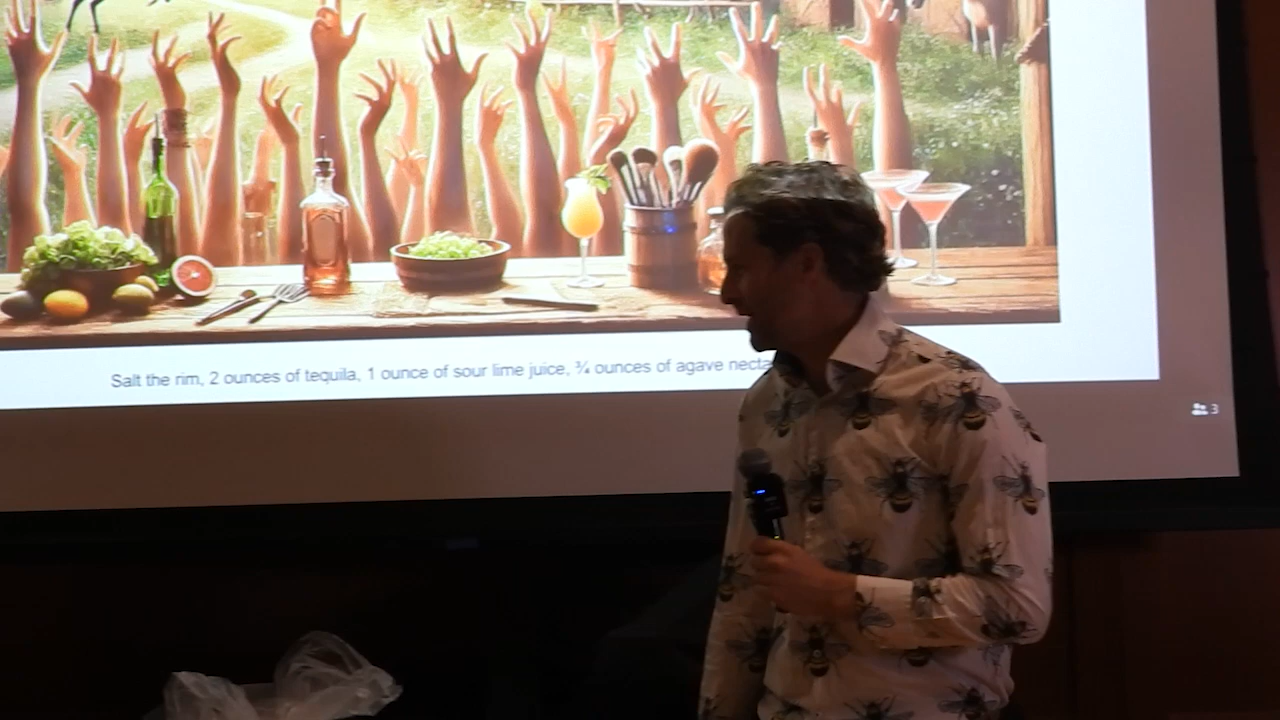 Salt the rim, 2 ounces of tequila, 1 ounce of sour lime juice, ¾ ounces of agave necta
3